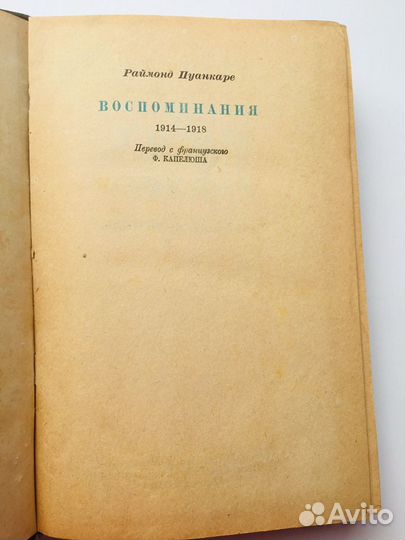 Раймонд Пуанкаре
ВОСПОМИНАНИЯ
1914—1918
Перевод с французского
Ф. КАПЕЛЮША
Avito